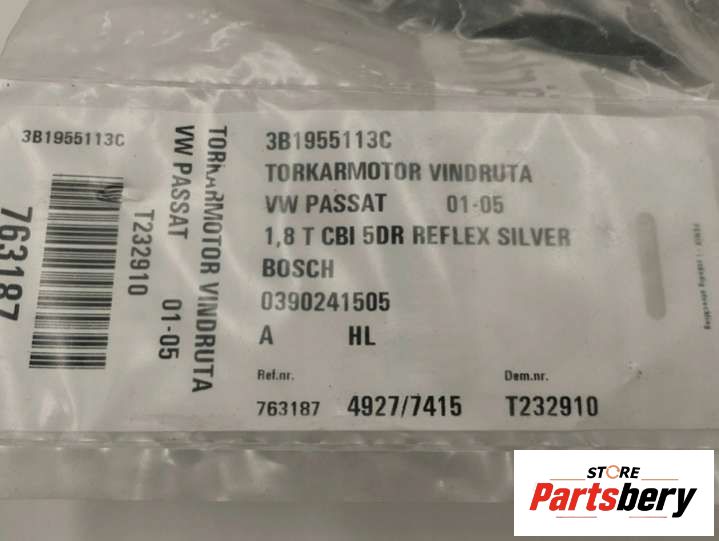 3B1955113C
763187
T232910
VW PASSAT 01-05
TORKARMOTOR VINDRUTA
3B1955113C
TORKARMOTOR VINDRUTA
VW PASSAT 01-05
1,8 T CBI 5DR REFLEX SILVER
BOSCH
0390241505
A HL
Ref.nr. Dem.nr.
763187 4927/7415 T232910
STORE
Partsbery